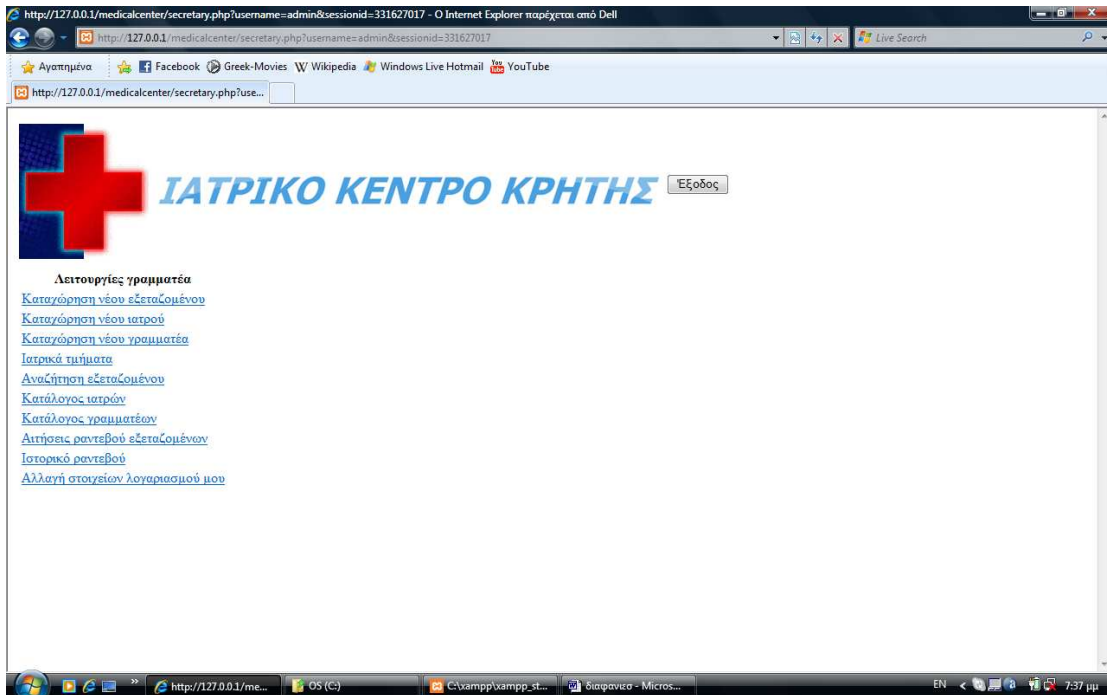 http://127.0.0.1/medicalcenter/secretary.php?username=admin&sessionid=331627017 - Ο Internet Explorer παρέχεται από Dell
http://127.0.0.1/medicalcenter/secretary.php?username=admin&sessionid=331627017
Live Search
Αγαπημένα Facebook Greek-Movies Wikipedia Windows Live Hotmail YouTube
http://127.0.0.1/medicalcenter/secretary.php?use...
ΙΑΤΡΙΚΟ ΚΕΝΤΡΟ ΚΡΗΤΗΣ Έξοδος
Λειτουργίες γραμματέα
Καταχώρηση νέου εξεταζομένου
Καταχώρηση νέου ιατρού
Καταχώρηση νέου γραμματέα
Ιατρικά τμήματα
Αναζήτηση εξεταζομένου
Κατάλογος ιατρών
Κατάλογος γραμματέων
Αιτήσεις ραντεβού εξεταζομένων
Ιστορικό ραντεβού
Αλλαγή στοιχείων λογαριασμού μου
http://127.0.0.1/me... OS (C:) C:\xampp\xampp_st... διαφανιεσ - Micros... EN 7:37 μμ